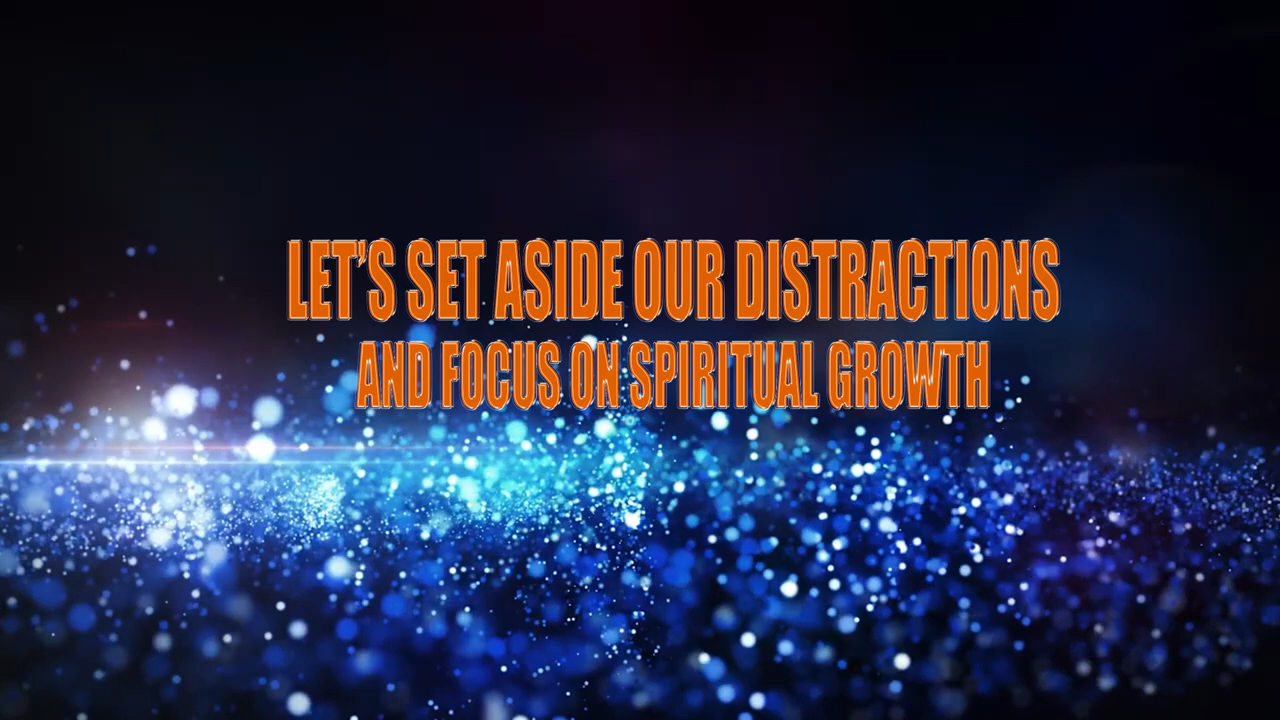 LET'S SET ASIDE OUR DISTRACTIONS
AND FOCUS ON SPIRITUAL GROWTH